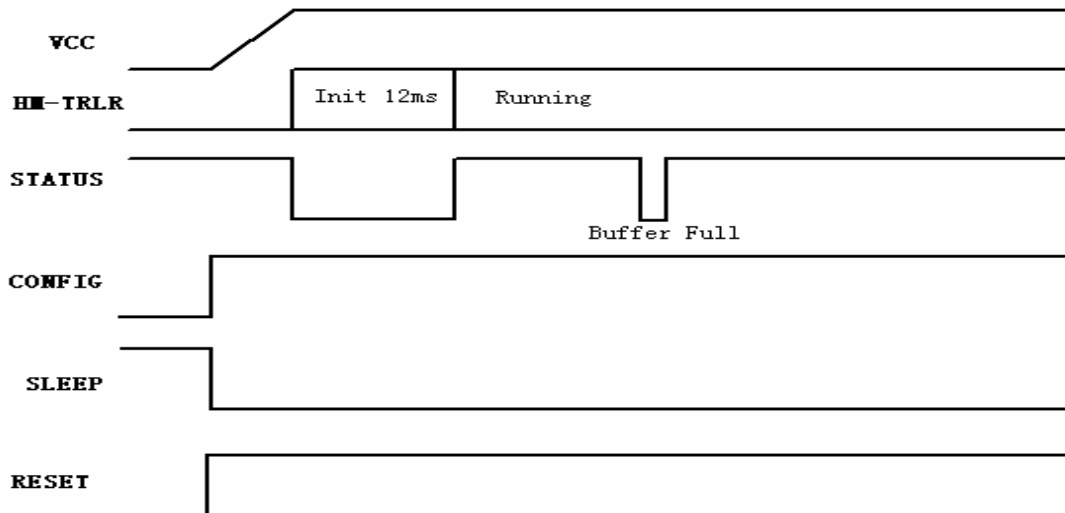 VCC
HM-TRLR
Init 12ms
Running
STATUS
Buffer Full
CONFIG
SLEEP
RESET